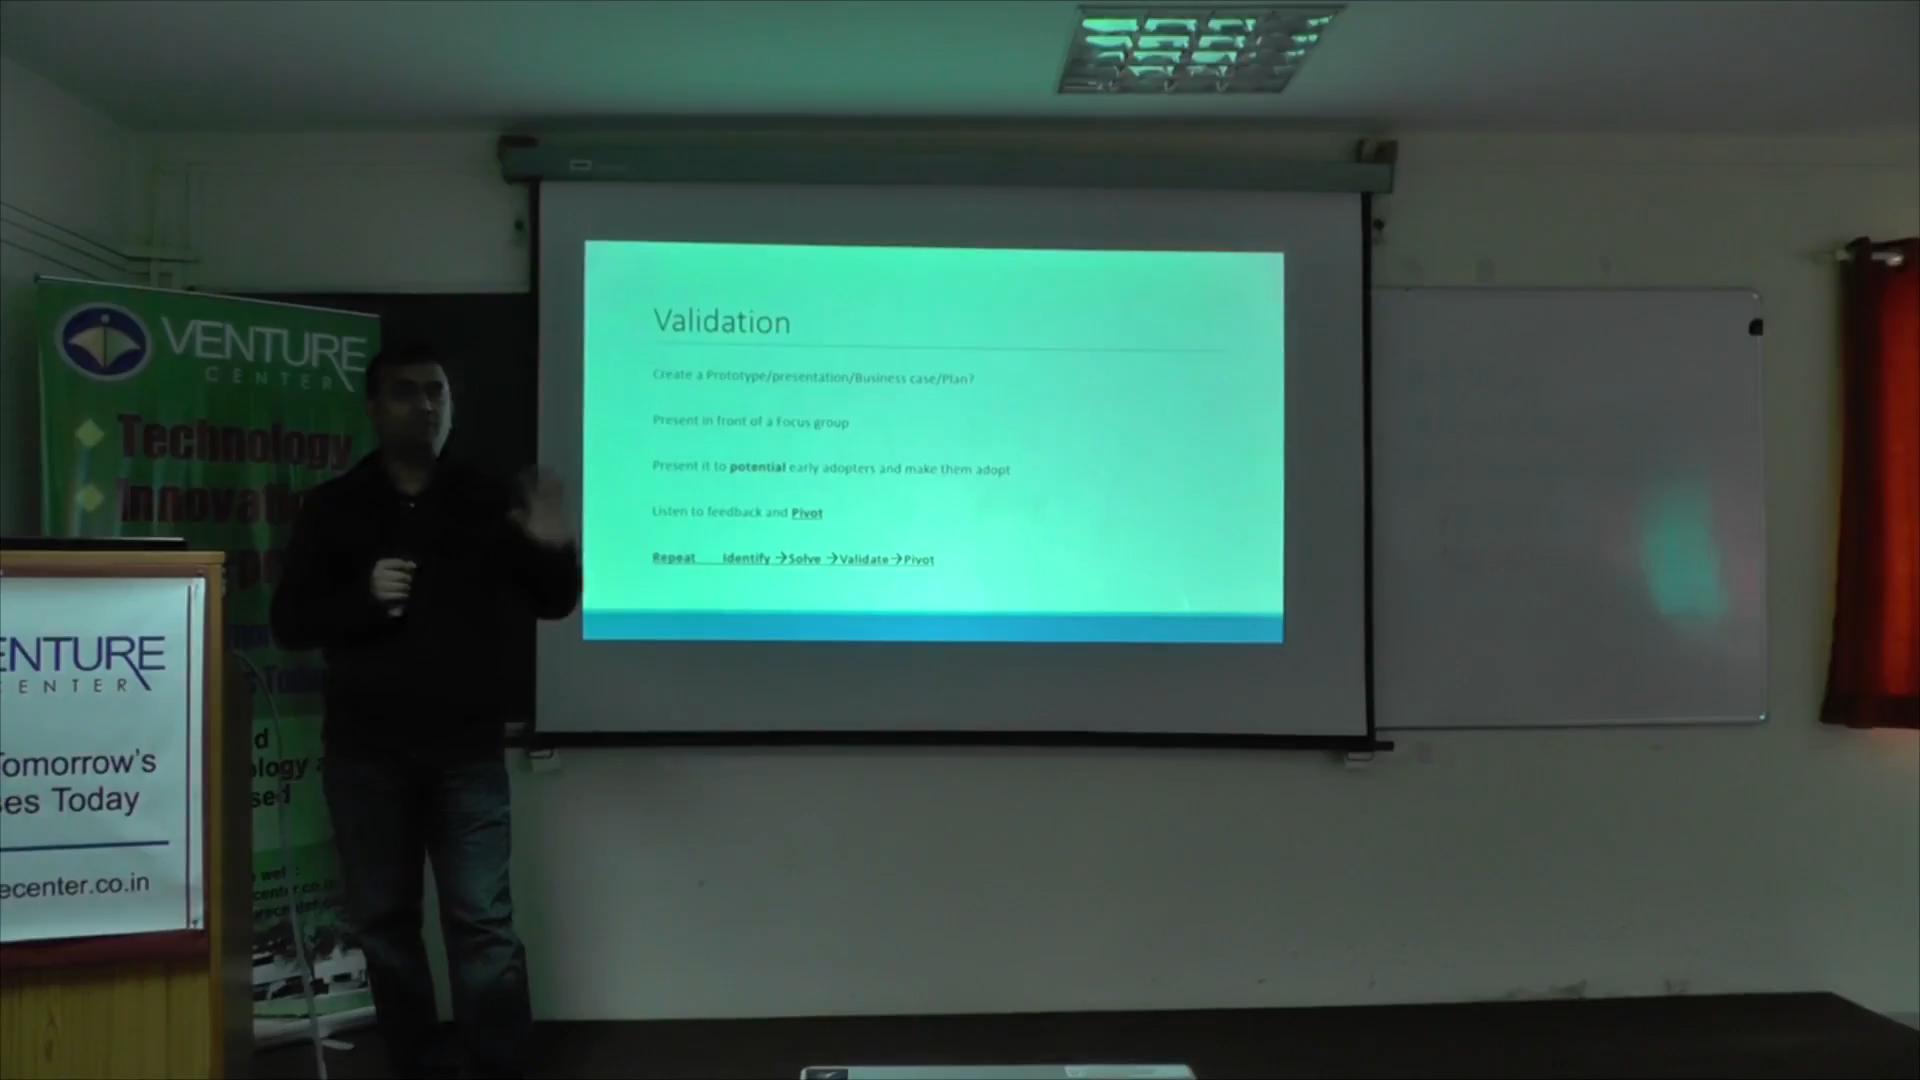 VENTURE
CENTER
Technology
Validation
Create a Prototype/presentation/Business case/Plan?
Present in front of a Focus group
Present it to potential early adopters and make them adopt
Listen to feedback and Pivot
Repeat Identify →Solve →Validate→Pivot
ENTURE
CENTER
omorrow's
es Today
ecenter.co.in